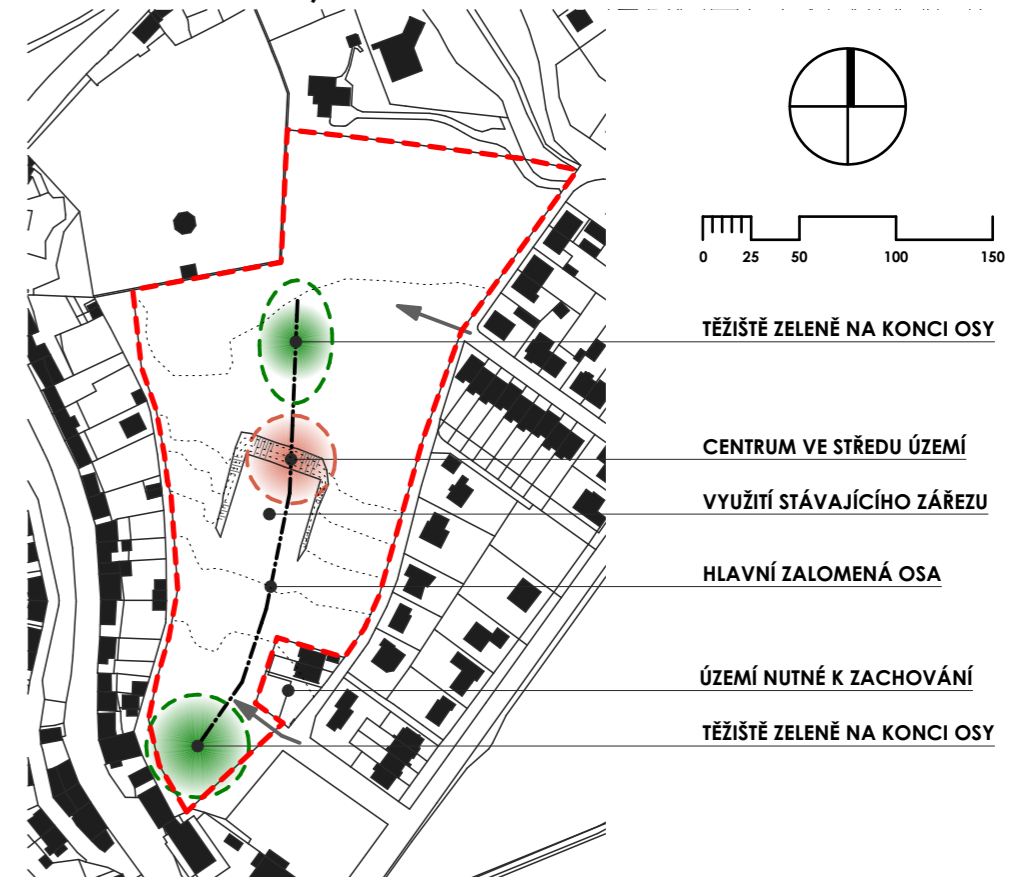 0 25 50 100 150
TĚŽIŠTĚ ZELENĚ NA KONCI OSY
CENTRUM VE STŘEDU ÚZEMÍ
VYUŽITÍ STÁVAJÍCÍHO ZÁŘEZU
HLAVNÍ ZALOMENÁ OSA
ÚZEMÍ NUTNÉ K ZACHOVÁNÍ
TĚŽIŠTĚ ZELENĚ NA KONCI OSY